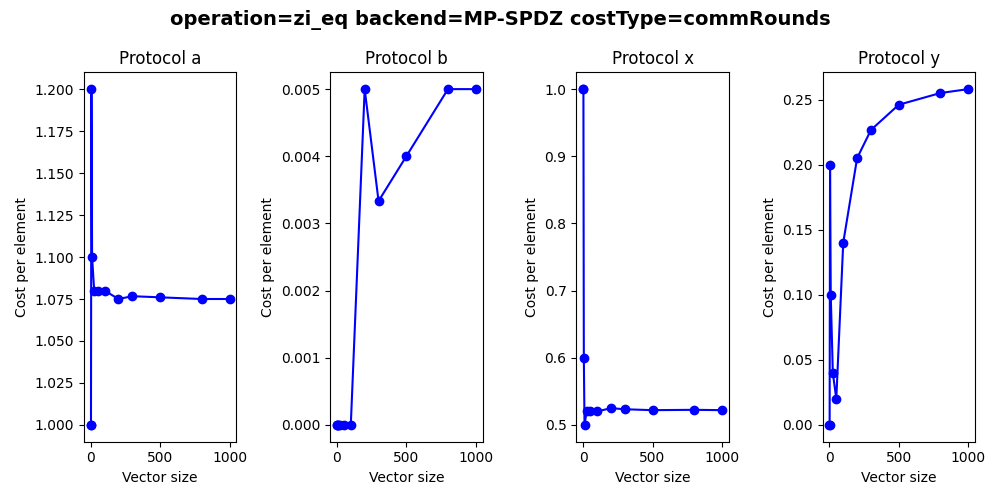 operation=zi_eq backend=MP-SPDZ costType=commRounds
Protocol a
Cost per element
1.200
1.175
1.150
1.125
1.100
1.075
1.050
1.025
1.000
0 500 1000
Vector size
Protocol b
Cost per element
0.005
0.004
0.003
0.002
0.001
0.000
0 500 1000
Vector size
Protocol x
Cost per element
1.0
0.9
0.8
0.7
0.6
0.5
0 500 1000
Vector size
Protocol y
Cost per element
0.25
0.20
0.15
0.10
0.05
0.00
0 500 1000
Vector size